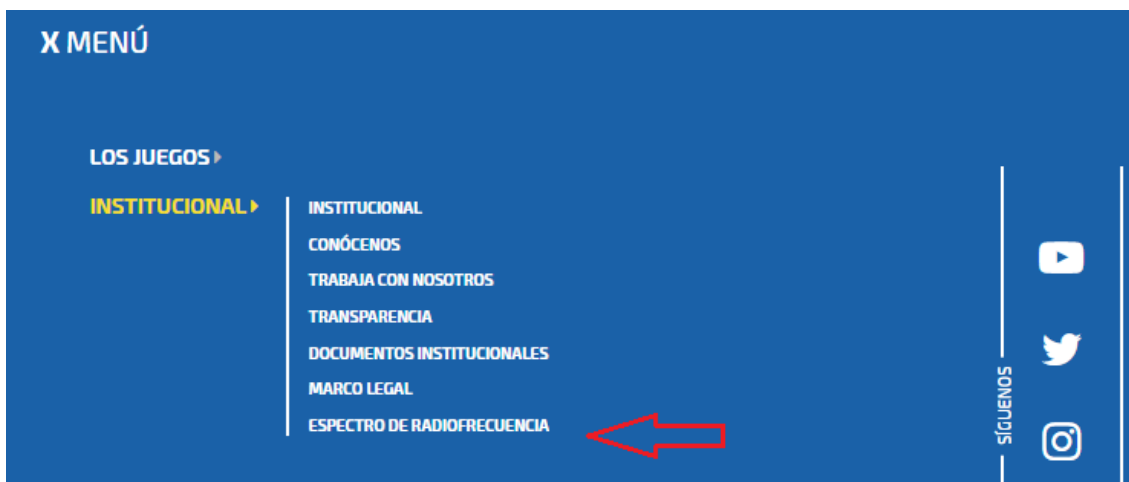 X MENÚ
LOS JUEGOS
INSTITUCIONAL
INSTITUCIONAL
CONÓCENOS
TRABAJA CON NOSOTROS
TRANSPARENCIA
DOCUMENTOS INSTITUCIONALES
MARCO LEGAL
ESPECTRO DE RADIOFRECUENCIA
SÍGUENOS